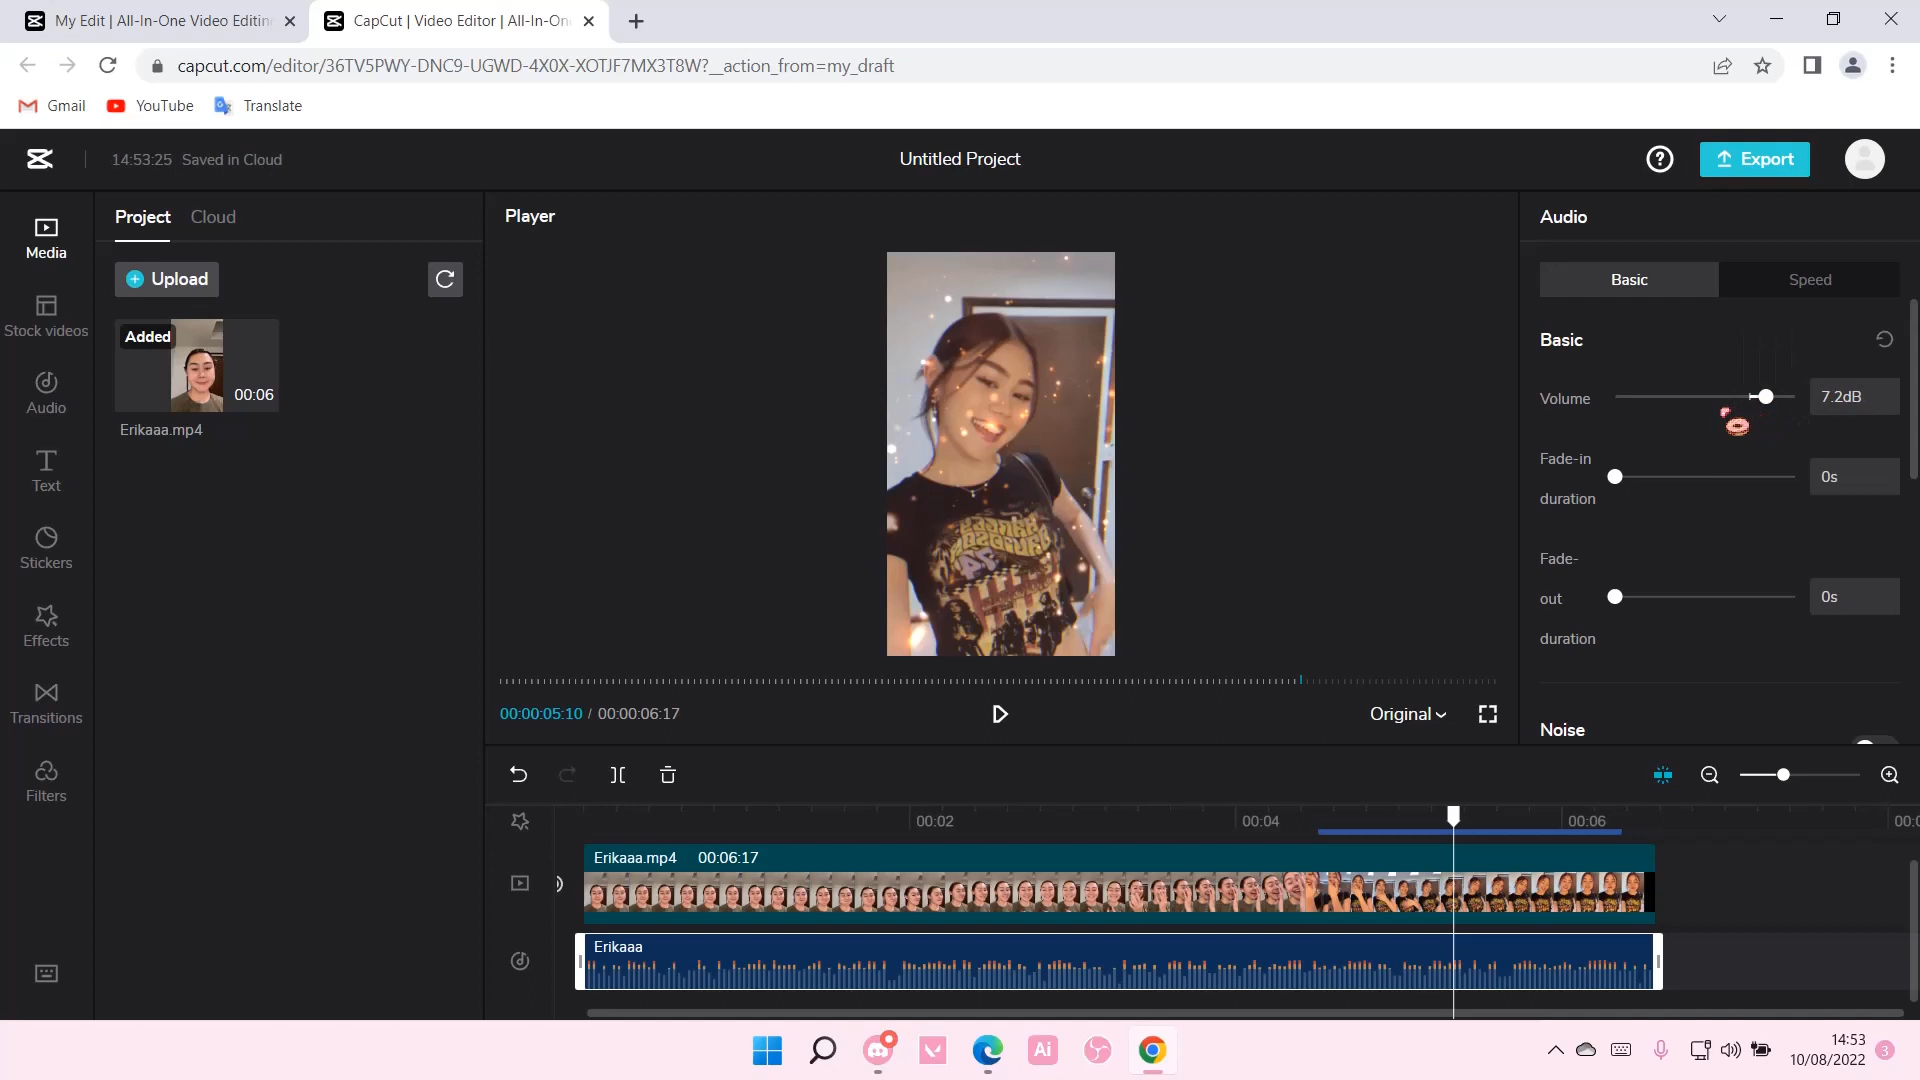 My Edit | All-In-One Video Editin
CapCut | Video Editor | All-In-On
capcut.com/editor/36TV5PWY-DNC9-UGWD-4X0X-XOTJF7MX3T8W?__action_from=my_draft
Gmail
YouTube
Translate
14:53:25 Saved in Cloud
Untitled Project
Export
Media
Stock videos
Audio
Text
Stickers
Effects
Transitions
Filters
Project
Cloud
Upload
Added
00:06
Erikaaa.mp4
Player
00:00:05:10 / 00:00:06:17
Original
Audio
Basic
Speed
Basic
Volume
7.2dB
Fade-in
duration
0s
Fade-
out
duration
0s
Noise
00:02
00:04
00:06
00:0
Erikaaa.mp4 00:06:17
Erikaaa
Ai
14:53
10/08/2022
3